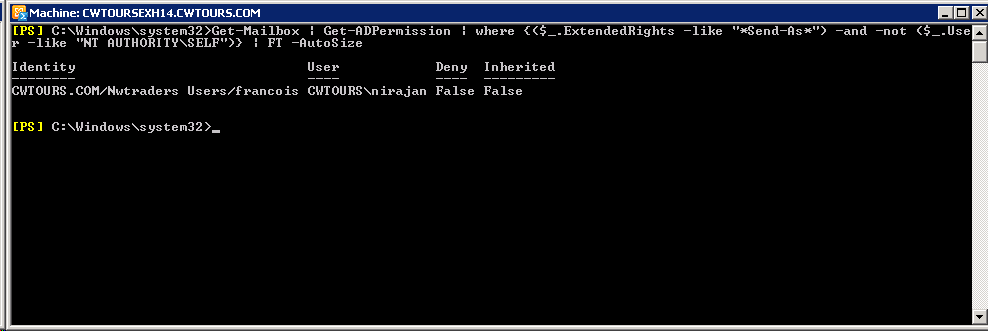 Machine: CWTOURSEXH14.CWTOURS.COM
[PS] C:\Windows\system32>Get-Mailbox | Get-ADPermission | where {($_.ExtendedRights -like "*Send-As*") -and -not ($_.Use
r -like "NT AUTHORITY\SELF")} | FT -AutoSize
Identity User Deny Inherited
-------- ---- ---- ---------
CWTOURS.COM/Nwtraders Users/francois CWTOURS\nirajan False False
[PS] C:\Windows\system32>_